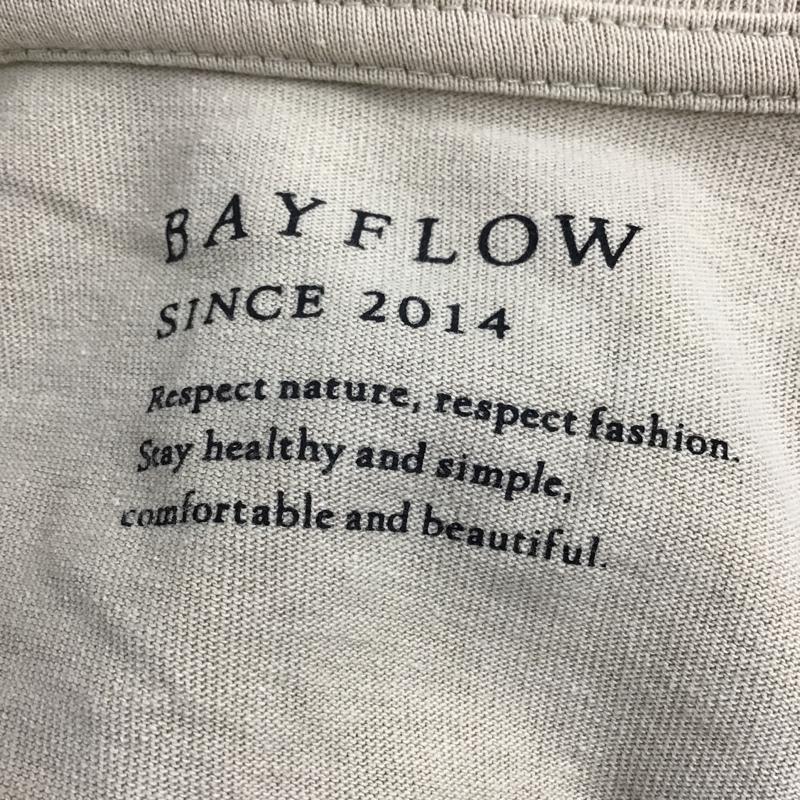 BAYFLOW
SINCE 2014
Respect nature, respect fashion.
Stay healthy and simple,
comfortable and beautiful.